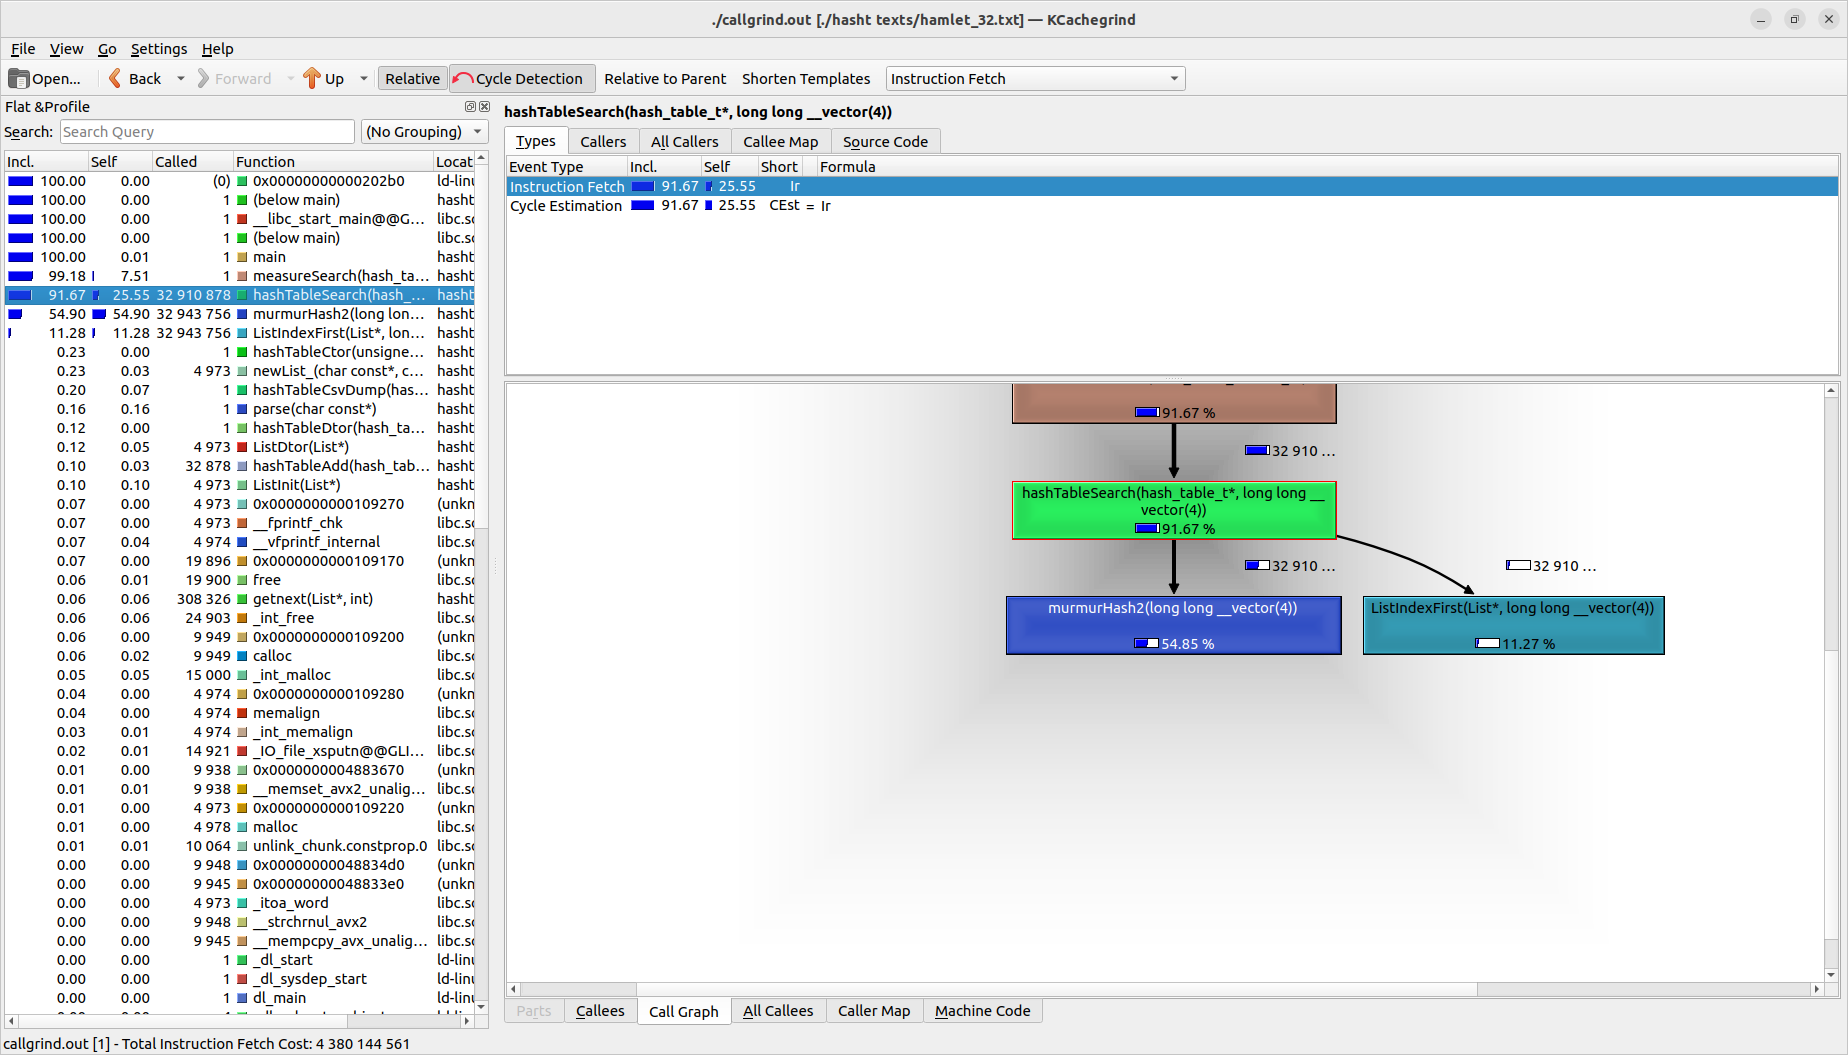 ./callgrind.out [./hasht texts/hamlet_32.txt] — KCachegrind
File View Go Settings Help
Open... Back Forward Up Relative Cycle Detection Relative to Parent Shorten Templates Instruction Fetch
Flat &Profile
Search: Search Query (No Grouping)
Incl. Self Called Function Locat
100.00 0.00 (0) 0x00000000000202b0 ld-linu
100.00 0.00 1 (below main) hasht
100.00 0.00 1 __libc_start_main@@G... libc.so
100.00 0.00 1 (below main) libc.so
100.00 0.01 1 main hasht
99.18 7.51 1 measureSearch(hash_ta... hasht
91.67 25.55 32 910 878 hashTableSearch(hash_... hasht
54.90 54.90 32 943 756 murmurHash2(long lon... hasht
11.28 11.28 32 943 756 ListIndexFirst(List*, lon... hasht
0.23 0.00 1 hashTableCtor(unsigne... hasht
0.23 0.03 4 973 newList_(char const*, c... hasht
0.20 0.07 1 hashTableCsvDump(has... hasht
0.16 0.16 1 parse(char const*) hasht
0.12 0.00 1 hashTableDtor(hash_ta... hasht
0.12 0.05 4 973 ListDtor(List*) hasht
0.10 0.03 32 878 hashTableAdd(hash_tab... hasht
0.10 0.10 4 973 ListInit(List*) hasht
0.07 0.00 4 973 0x0000000000109270 (unkn
0.07 0.00 4 973 __fprintf_chk libc.so
0.07 0.04 4 974 __vfprintf_internal libc.so
0.07 0.00 19 896 0x0000000000109170 (unkn
0.06 0.01 19 900 free libc.so
0.06 0.06 308 326 getnext(List*, int) hasht
0.06 0.06 24 903 _int_free libc.so
0.06 0.00 9 949 0x0000000000109200 (unkn
0.06 0.02 9 949 calloc libc.so
0.05 0.05 15 000 _int_malloc libc.so
0.04 0.00 4 974 0x0000000000109280 (unkn
0.04 0.00 4 974 memalign libc.so
0.03 0.01 4 974 _int_memalign libc.so
0.02 0.01 14 921 _IO_file_xsputn@@GLI... libc.so
0.01 0.00 9 938 0x0000000004883670 (unkn
0.01 0.01 9 938 __memset_avx2_unalig... libc.so
0.01 0.00 4 973 0x0000000000109220 (unkn
0.01 0.00 4 978 malloc libc.so
0.01 0.01 10 064 unlink_chunk.constprop.0 libc.so
0.00 0.00 9 948 0x00000000048834d0 (unkn
0.00 0.00 9 945 0x00000000048833e0 (unkn
0.00 0.00 4 973 _itoa_word libc.so
0.00 0.00 9 948 __strchrnul_avx2 libc.so
0.00 0.00 9 945 __mempcpy_avx_unalig... libc.so
0.00 0.00 1 _dl_start ld-linu
0.00 0.00 1 _dl_sysdep_start ld-linu
0.00 0.00 1 dl_main ld-linu
hashTableSearch(hash_table_t*, long long __vector(4))
Types Callers All Callers Callee Map Source Code
Event Type Incl. Self Short Formula
Instruction Fetch 91.67 25.55 Ir
Cycle Estimation 91.67 25.55 CEst = Ir
91.67 %
32 910 ...
hashTableSearch(hash_table_t*, long long __
vector(4))
91.67 %
32 910 ... 32 910 ...
murmurHash2(long long __vector(4)) ListIndexFirst(List*, long long __vector(4))
54.85 % 11.27 %
Parts Callees Call Graph All Callees Caller Map Machine Code
callgrind.out [1] - Total Instruction Fetch Cost: 4 380 144 561